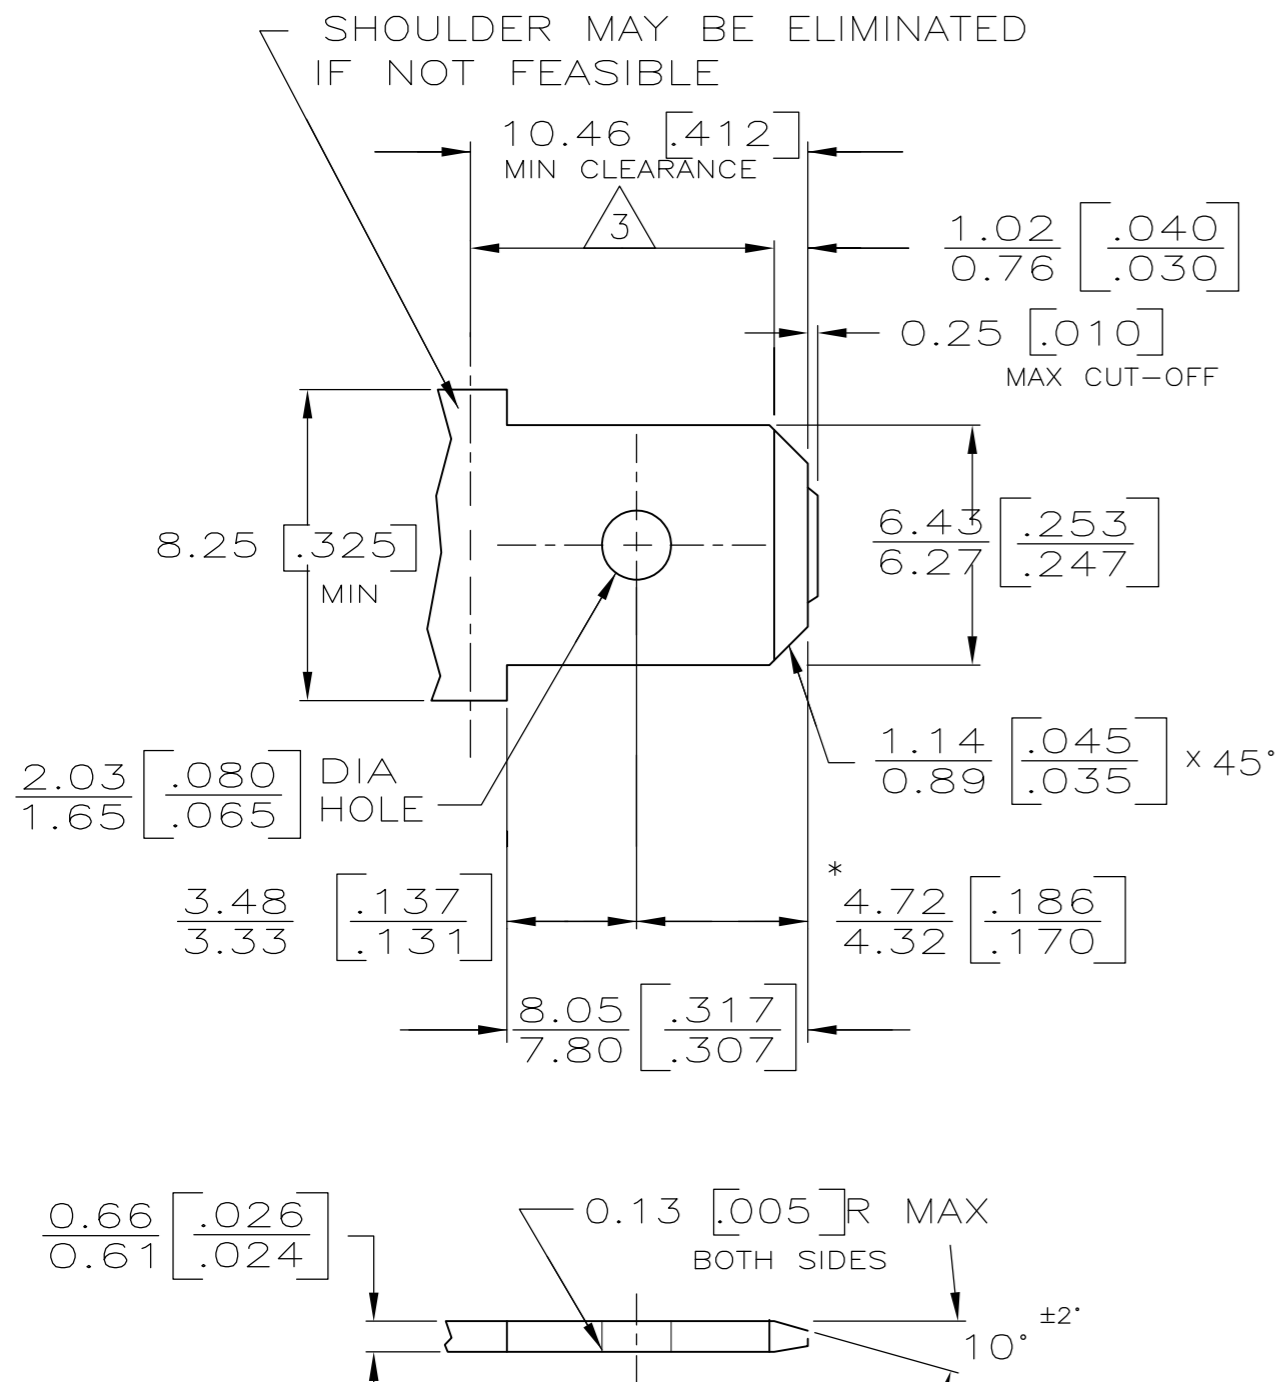 SHOULDER MAY BE ELIMINATED
IF NOT FEASIBLE
10.46 [.412]
MIN CLEARANCE
3
1.02 [.040
0.76 .030]
0.25 [.010]
MAX CUT-OFF
8.25 [.325]
MIN
6.43 [.253
6.27 .247]
2.03 [.080
1.65 .065]
DIA
HOLE
1.14 [.045
0.89 .035]
x 45°
3.48 [.137
3.33 .131]
*
4.72 [.186
4.32 .170]
8.05 [.317
7.80 .307]
0.66 [.026
0.61 .024]
0.13 [.005] R MAX
BOTH SIDES
10° ±2°